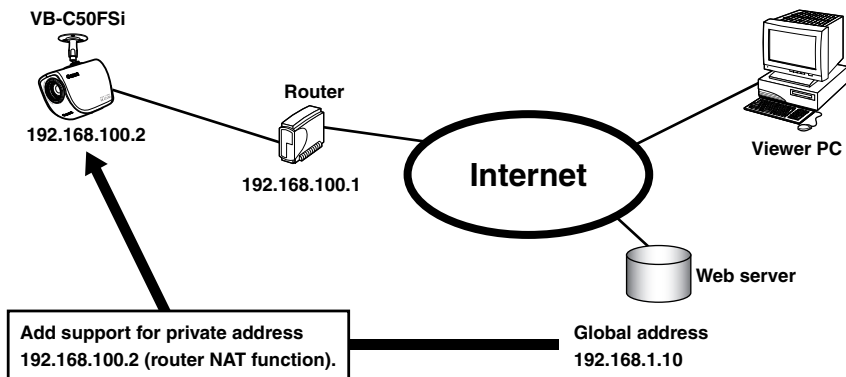 VB-C50FSi
192.168.100.2
Router
192.168.100.1
Internet
Viewer PC
Web server
Add support for private address
192.168.100.2 (router NAT function).
Global address
192.168.1.10